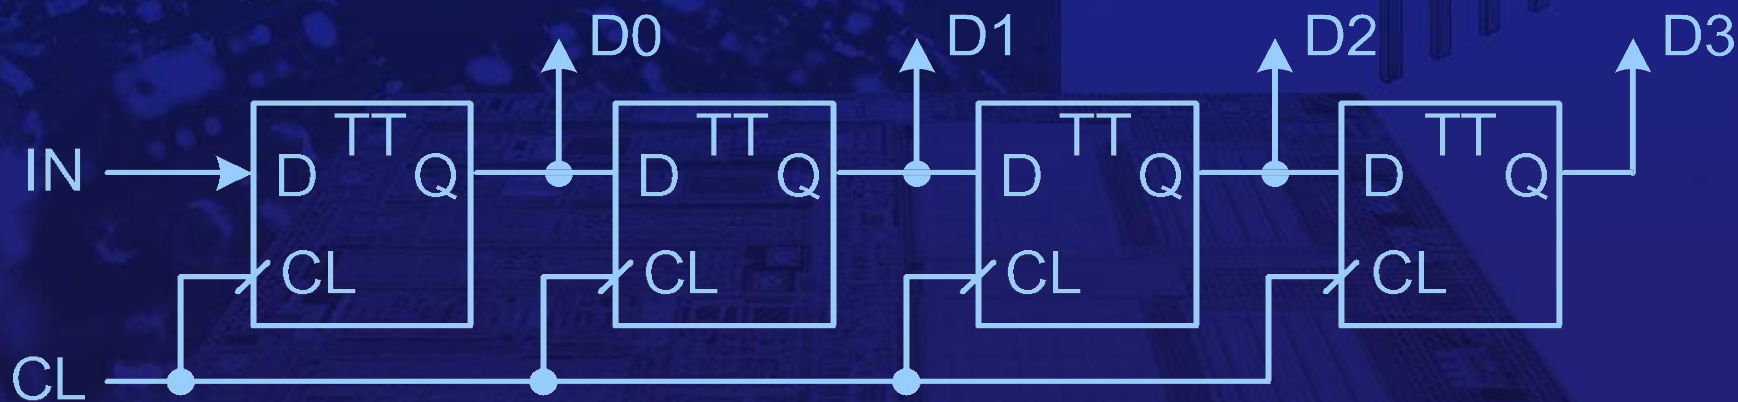 D0 D1 D2 D3
TT TT TT TT
IN D Q D Q D Q D Q
CL CL CL CL
CL